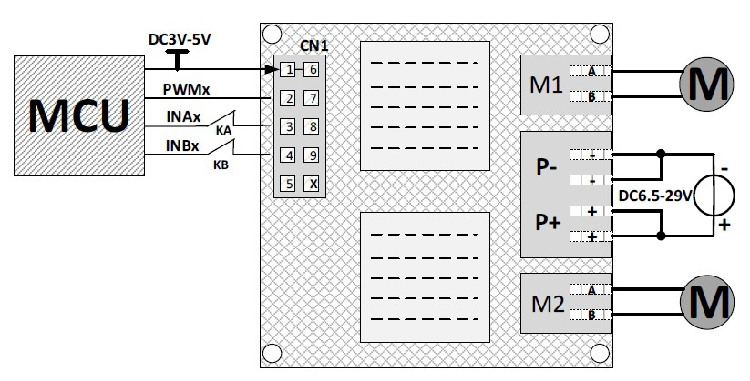 DC3V-5V
CN1
MCU
PWMx
INAx
KA
INBx
KB
1 6
2 7
3 8
4 9
5 X
M1
A
B
M
P-
-
-
P+
+
+
DC6.5-29V
-
+
M2
A
B
M